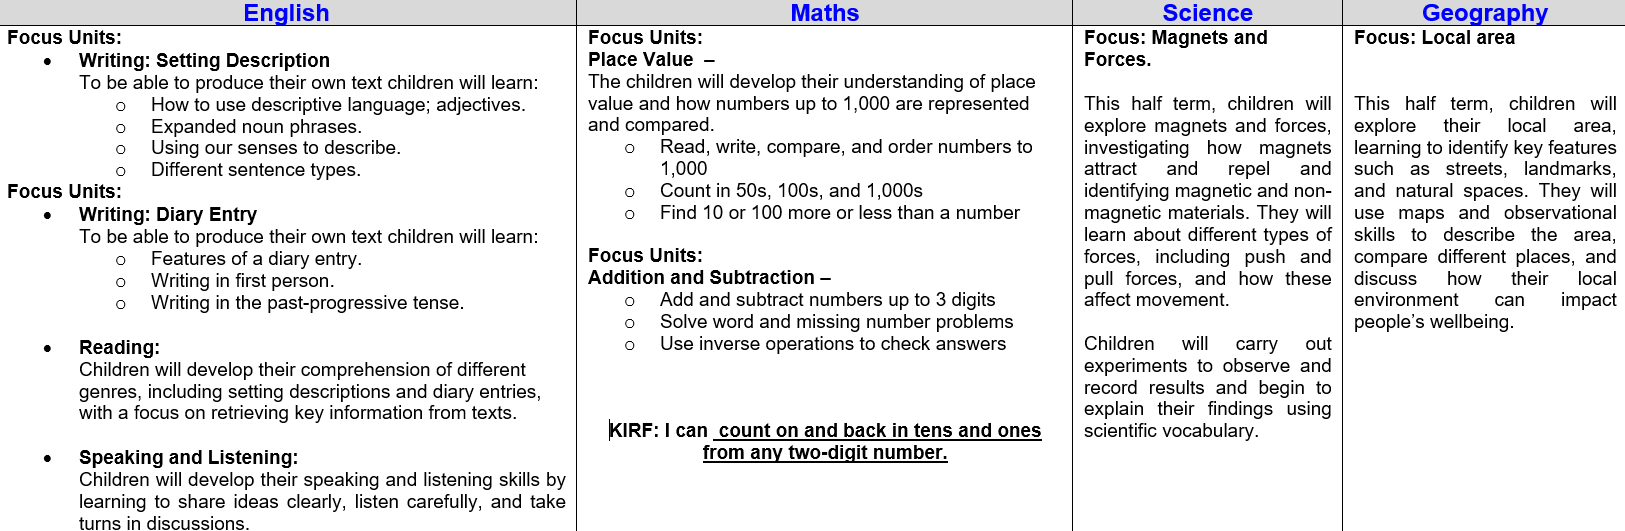 English
Focus Units:
• Writing: Setting Description
To be able to produce their own text children will learn:
o How to use descriptive language; adjectives.
o Expanded noun phrases.
o Using our senses to describe.
o Different sentence types.
Focus Units:
• Writing: Diary Entry
To be able to produce their own text children will learn:
o Features of a diary entry.
o Writing in first person.
o Writing in the past-progressive tense.
• Reading:
Children will develop their comprehension of different
genres, including setting descriptions and diary entries,
with a focus on retrieving key information from texts.
• Speaking and Listening:
Children will develop their speaking and listening skills by
learning to share ideas clearly, listen carefully, and take
turns in discussions.
Maths
Focus Units:
Place Value –
The children will develop their understanding of place
value and how numbers up to 1,000 are represented
and compared.
o Read, write, compare, and order numbers to
1,000
o Count in 50s, 100s, and 1,000s
o Find 10 or 100 more or less than a number
Focus Units:
Addition and Subtraction –
o Add and subtract numbers up to 3 digits
o Solve word and missing number problems
o Use inverse operations to check answers
KIRF: I can count on and back in tens and ones
from any two-digit number.
Science
Focus: Magnets and
Forces.
This half term, children will
explore magnets and forces,
investigating how magnets
attract and repel and
identifying magnetic and non-
magnetic materials. They will
learn about different types of
forces, including push and
pull forces, and how these
affect movement.
Children will carry out
experiments to observe and
record results and begin to
explain their findings using
scientific vocabulary.
Geography
Focus: Local area
This half term, children will
explore their local area,
learning to identify key features
such as streets, landmarks,
and natural spaces. They will
use maps and observational
skills to describe the area,
compare different places, and
discuss how their local
environment can impact
people's wellbeing.